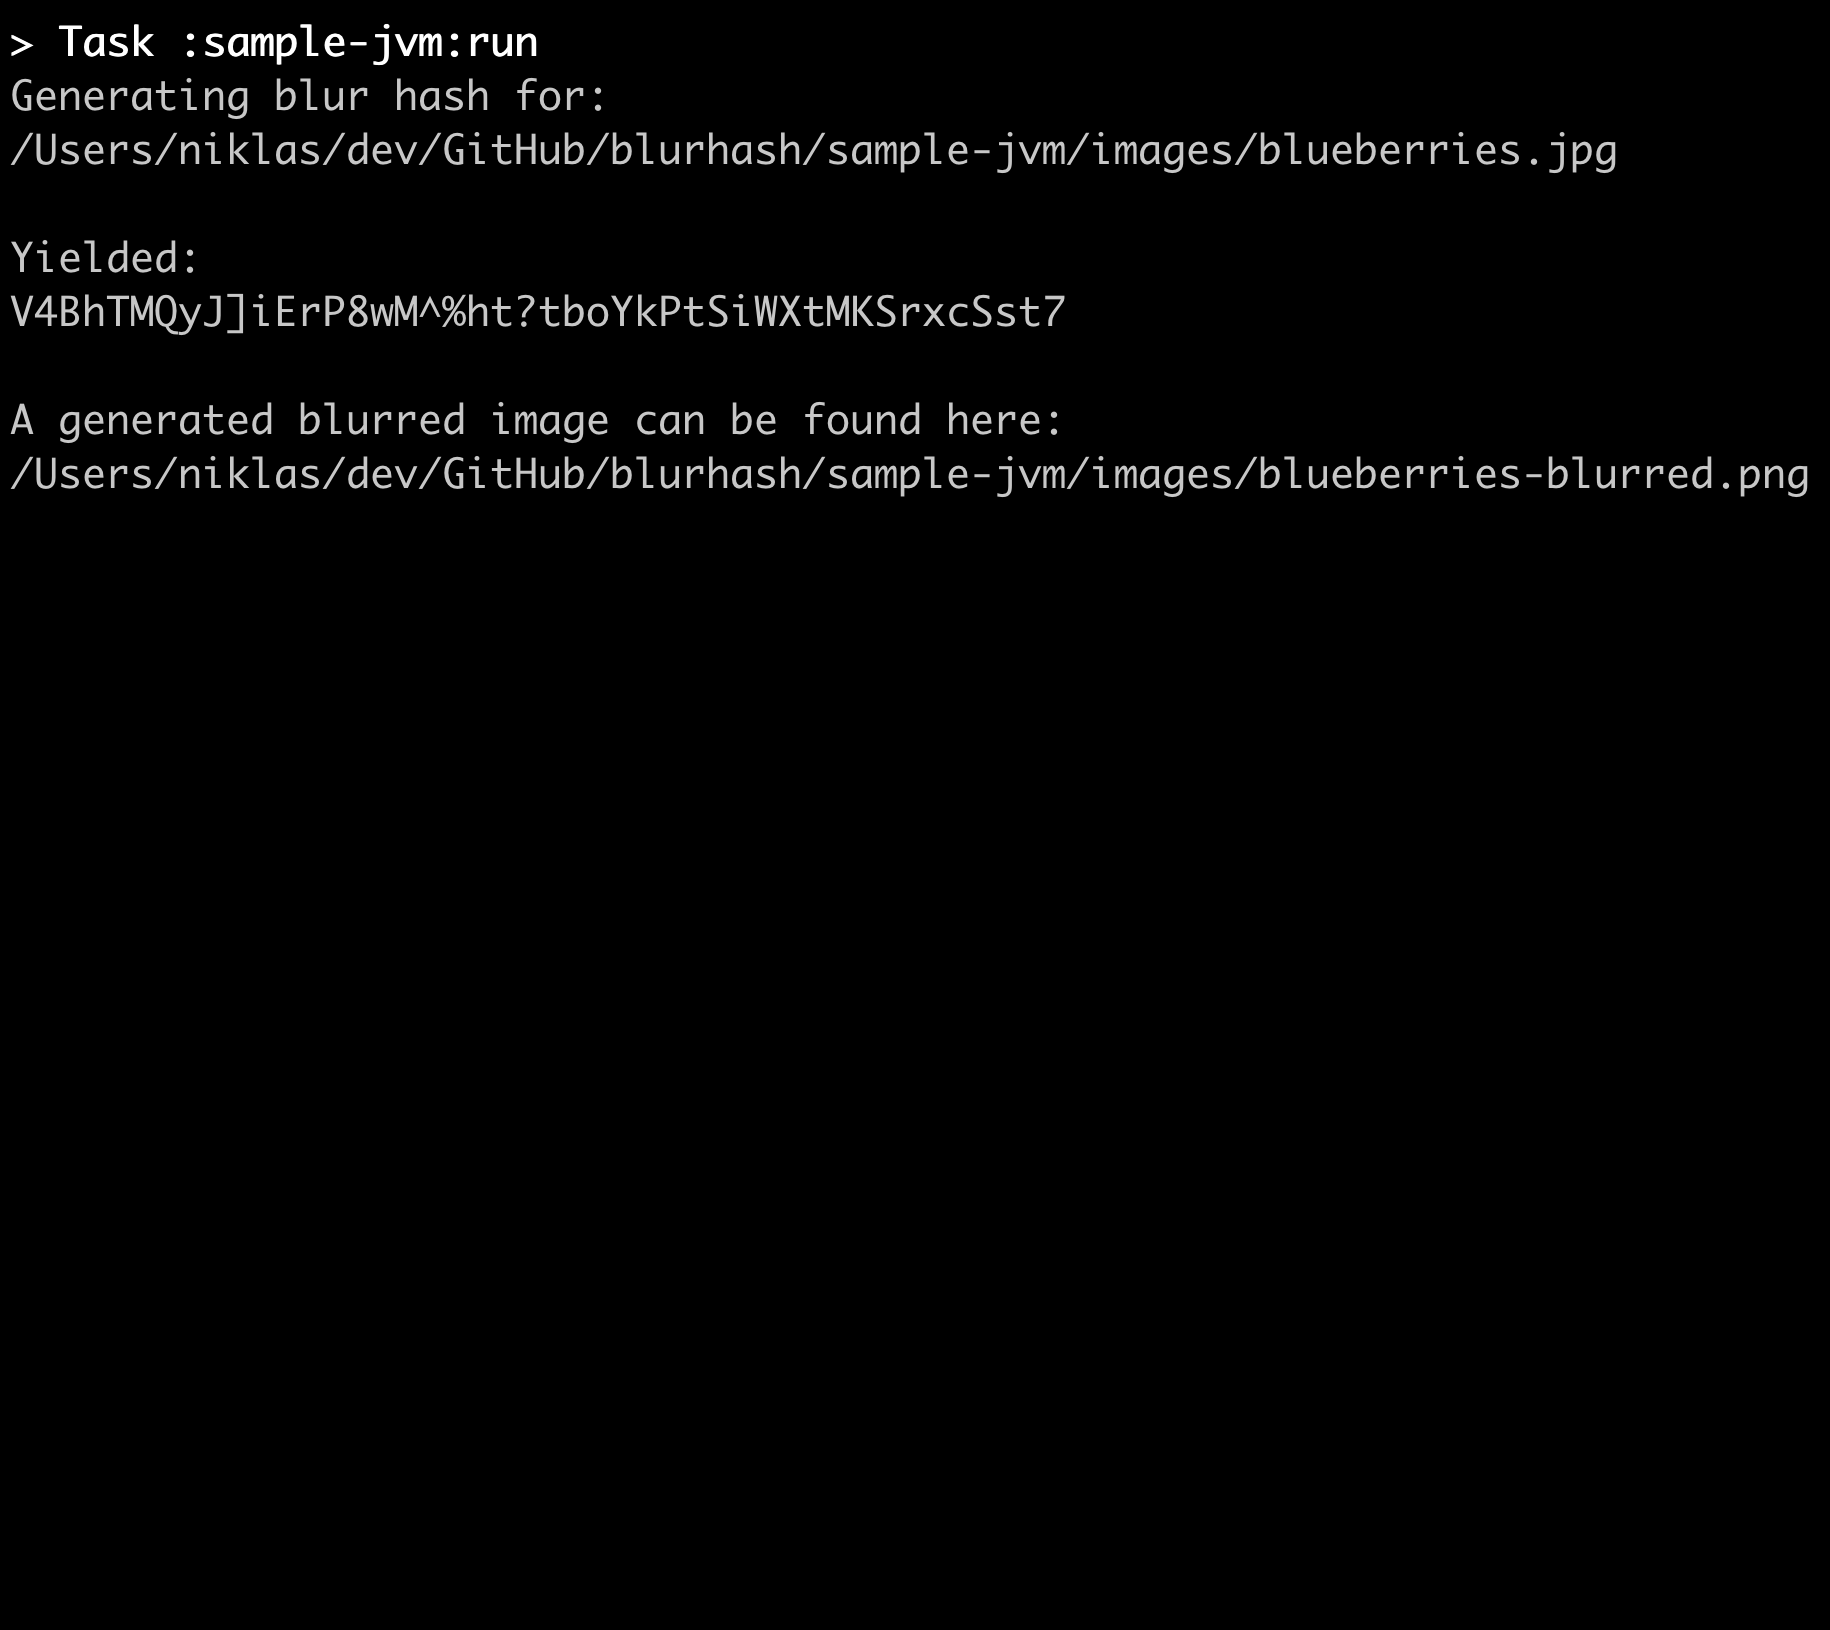 > Task :sample-jvm:run
Generating blur hash for:
/Users/niklas/dev/GitHub/blurhash/sample-jvm/images/blueberries.jpg
Yielded:
V4BhTMQyJ]iErP8wM^%ht?tboYkPtSiWXtMKSrxcSst7
A generated blurred image can be found here:
/Users/niklas/dev/GitHub/blurhash/sample-jvm/images/blueberries-blurred.png